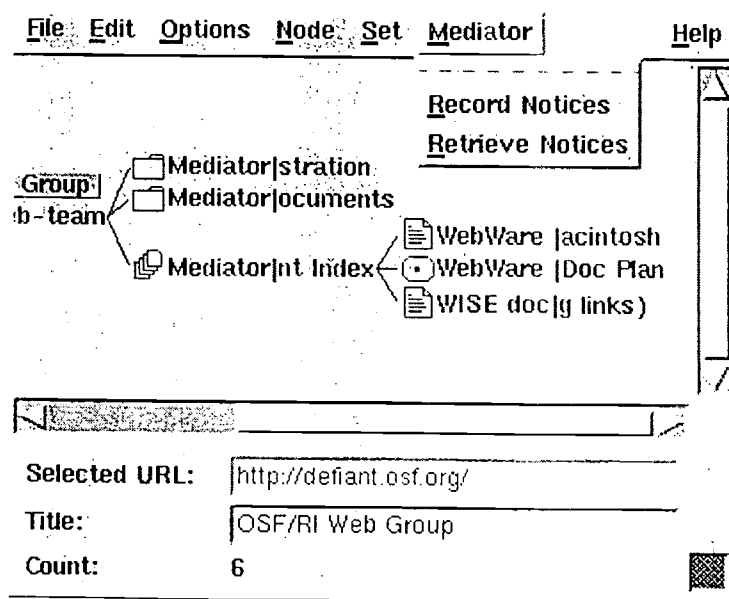 File Edit Options Node Set Mediator Help
Record Notices
Retrieve Notices
Mediator|stration
Group
Mediator|ocuments
b-team
WebWare |acintosh
Mediator|nt Index
WebWare |Doc Plan
WISE doc|g links)
Selected URL: http://defiant.osf.org/
Title: OSF/RI Web Group
Count: 6